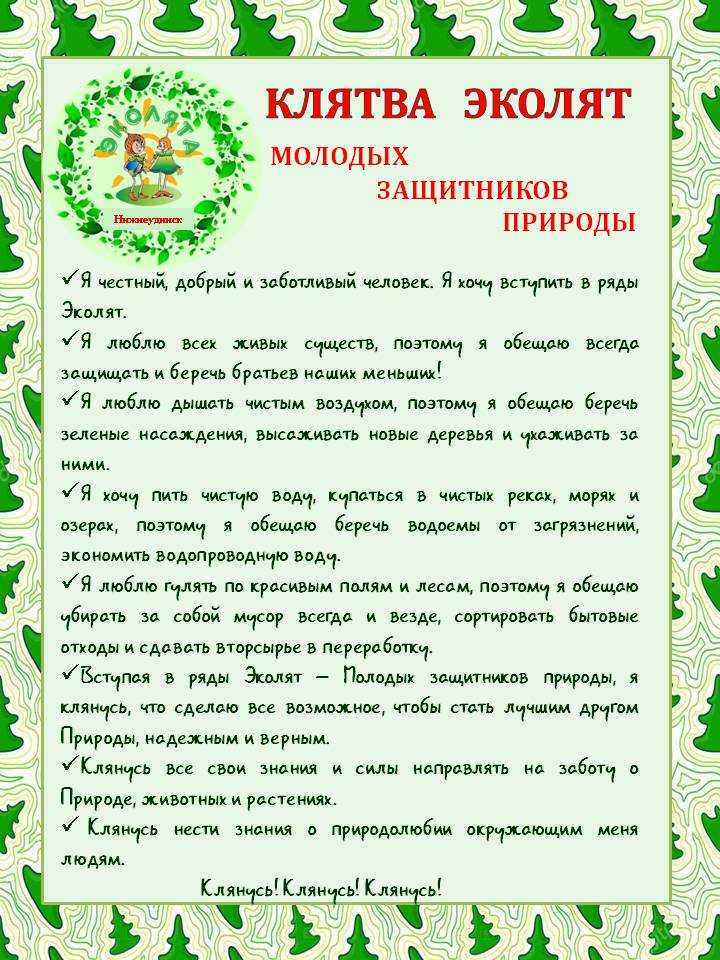 ЭКОЛЯТА
Нижнеудинск
КЛЯТВА ЭКОЛЯТ
МОЛОДЫХ
ЗАЩИТНИКОВ
ПРИРОДЫ
✓Я честный, добрый и заботливый человек. Я хочу вступить в ряды
Эколят.
✓Я люблю всех живых существ, поэтому я обещаю всегда
защищать и беречь братьев наших меньших!
✓Я люблю дышать чистым воздухом, поэтому я обещаю беречь
зеленые насаждения, высаживать новые деревья и ухаживать за
ними.
✓Я хочу пить чистую воду, купаться в чистых реках, морях и
озерах, поэтому я обещаю беречь водоемы от загрязнений,
экономить водопроводную воду.
✓Я люблю гулять по красивым полям и лесам, поэтому я обещаю
убирать за собой мусор всегда и везде, сортировать бытовые
отходы и сдавать вторсырье в переработку.
✓Вступая в ряды Эколят – Молодых защитников природы, я
клянусь, что сделаю все возможное, чтобы стать лучшим другом
Природы, надежным и верным.
✓Клянусь все свои знания и силы направлять на заботу о
Природе, животных и растениях.
✓ Клянусь нести знания о природолюбии окружающим меня
людям.
Клянусь! Клянусь! Клянусь!